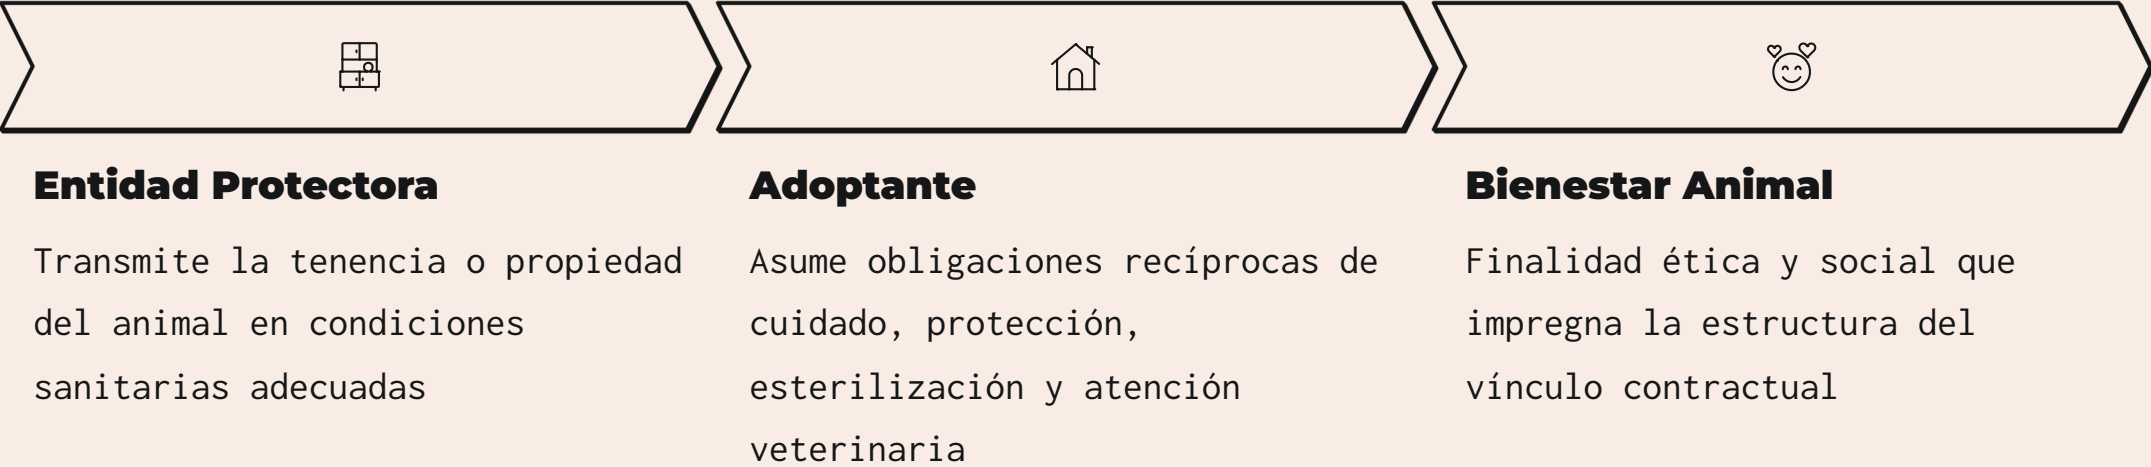 Entidad Protectora
Transmite la tenencia o propiedad
del animal en condiciones
sanitarias adecuadas
Adoptante
Asume obligaciones recíprocas de
cuidado, protección,
esterilización y atención
veterinaria
Bienestar Animal
Finalidad ética y social que
impregna la estructura del
vínculo contractual